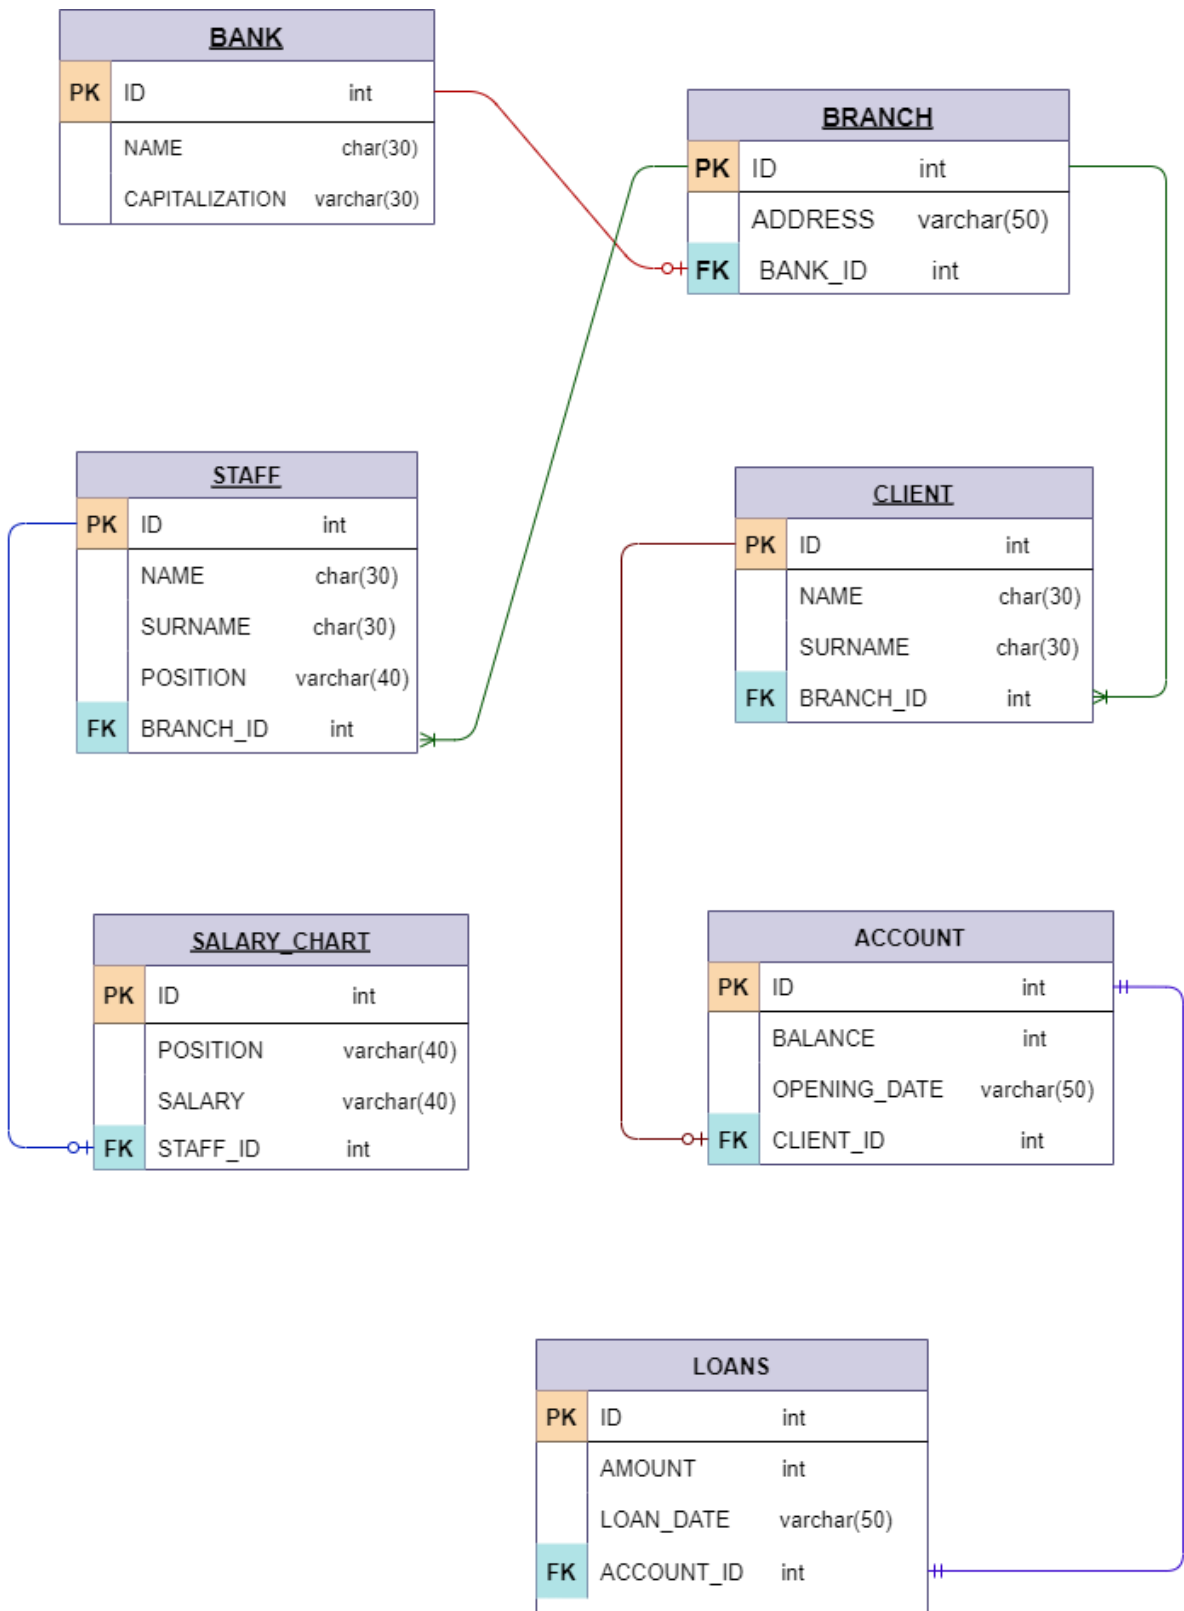 BANK
PK ID int
NAME char(30)
CAPITALIZATION varchar(30)
BRANCH
PK ID int
ADDRESS varchar(50)
FK BANK_ID int
STAFF
PK ID int
NAME char(30)
SURNAME char(30)
POSITION varchar(40)
FK BRANCH_ID int
CLIENT
PK ID int
NAME char(30)
SURNAME char(30)
FK BRANCH_ID int
SALARY_CHART
PK ID int
POSITION varchar(40)
SALARY varchar(40)
FK STAFF_ID int
ACCOUNT
PK ID int
BALANCE int
OPENING_DATE varchar(50)
FK CLIENT_ID int
LOANS
PK ID int
AMOUNT int
LOAN_DATE varchar(50)
FK ACCOUNT_ID int